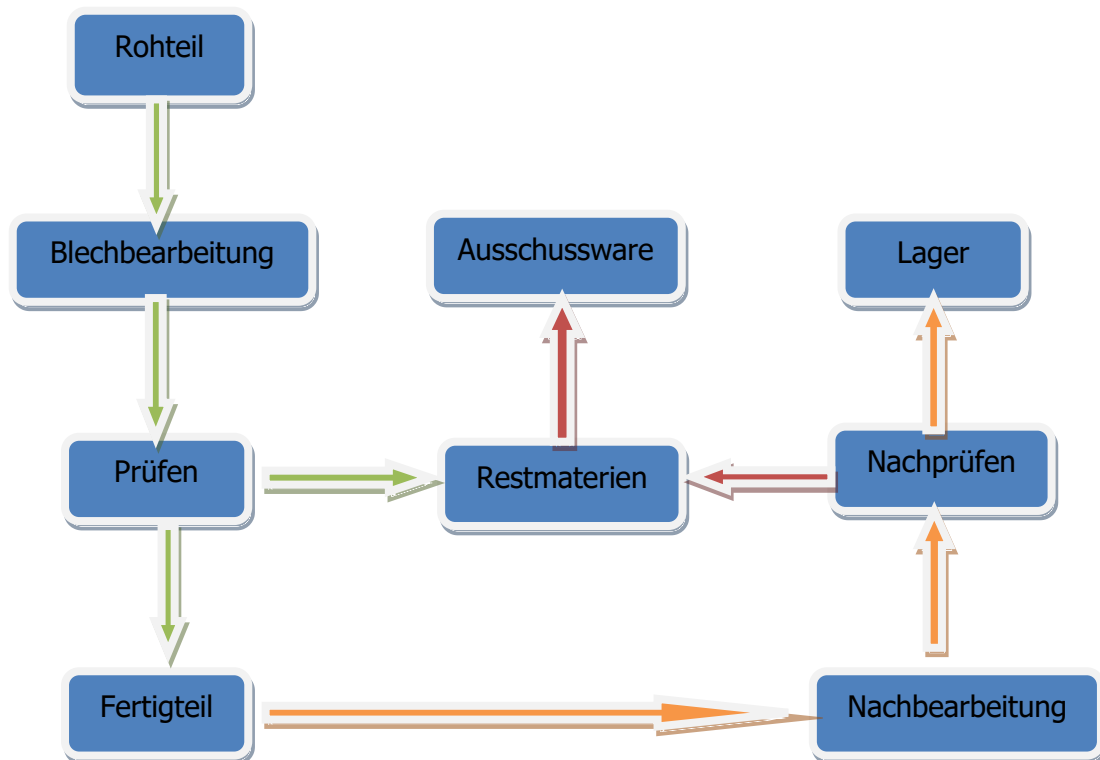 Rohteil
Blechbearbeitung
Ausschussware
Lager
Prüfen
Restmaterien
Nachprüfen
Fertigteil
Nachbearbeitung